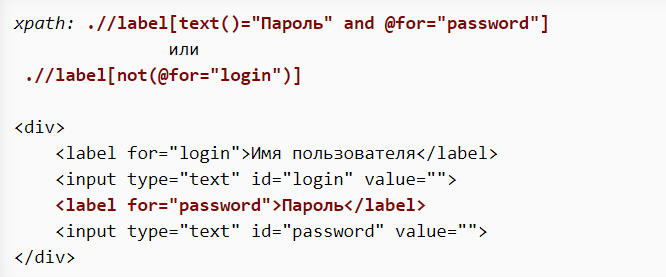 xpath: .//label[text()="Пароль" and @for="password"]
или
.//label[not(@for="login")]
<div>
<label for="login">Имя пользователя</label>
<input type="text" id="login" value="">
<label for="password">Пароль</label>
<input type="text" id="password" value="">
</div>